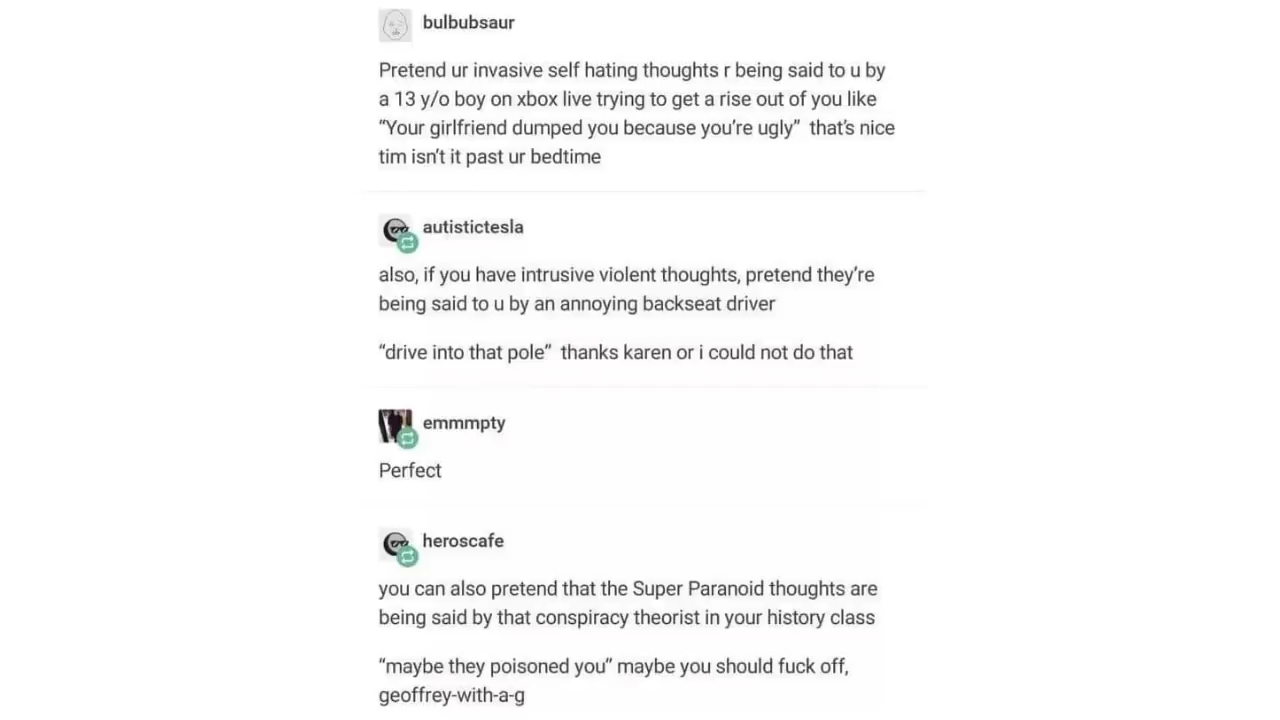 bulbubsaur
Pretend ur invasive self hating thoughts r being said to u by
a 13 y/o boy on xbox live trying to get a rise out of you like
“Your girlfriend dumped you because you’re ugly”  that’s nice
tim isn’t it past ur bedtime
autistictesla
also, if you have intrusive violent thoughts, pretend they’re
being said to u by an annoying backseat driver
“drive into that pole”  thanks karen or i could not do that
emmmpty
Perfect
heroscafe
you can also pretend that the Super Paranoid thoughts are
being said by that conspiracy theorist in your history class
“maybe they poisoned you” maybe you should fuck off,
geoffrey-with-a-g